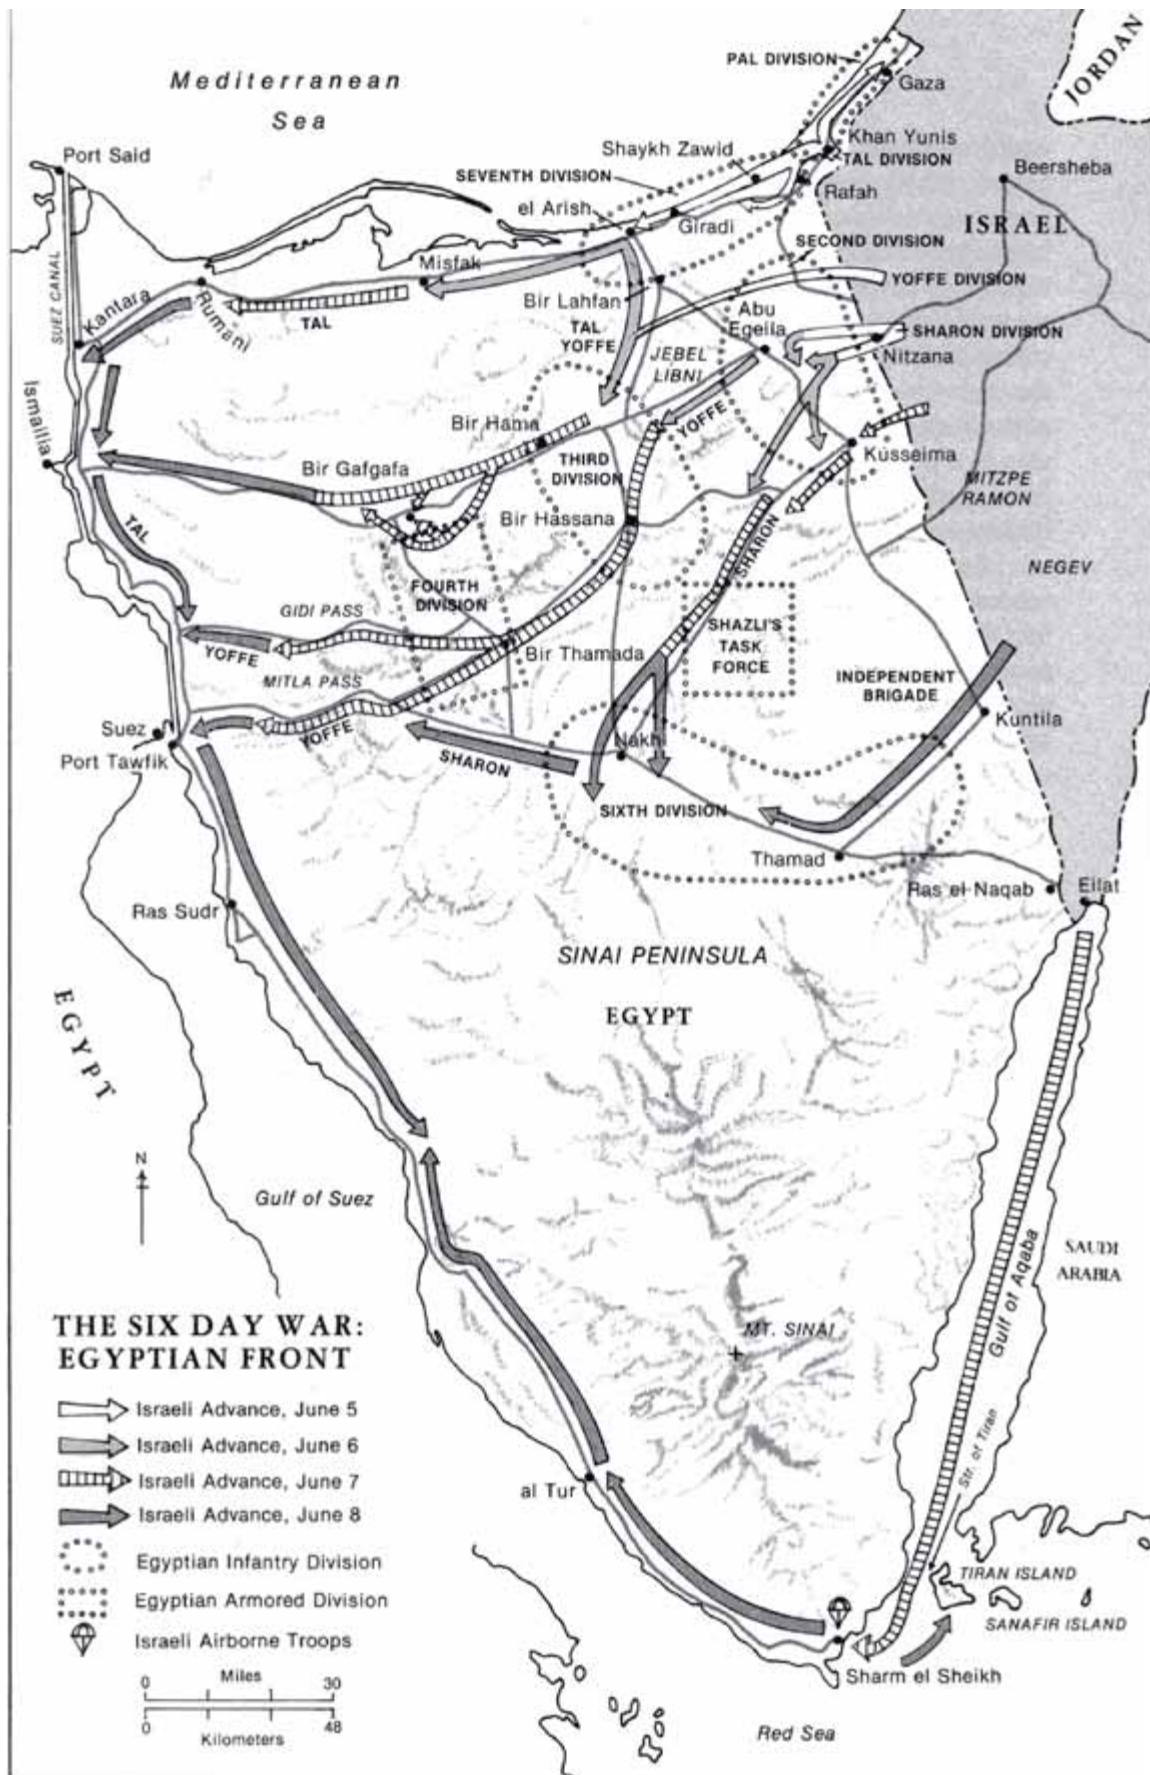 Mediterranean
Sea
PAL DIVISION
JORDAN
Gaza
Port Said
Khan Yunis
Shaykh Zawid
TAL DIVISION
Beersheba
SEVENTH DIVISION
Rafah
el Arish
Giradi
ISRAEL
SECOND DIVISION
SUEZ CANAL
Misfak
YOFFE DIVISION
Kantara
Rumani
TAL
Bir Lahfan
Abu
Egeila
TAL
YOFFE
SHARON DIVISION
JEBEL
LIBNI
Nitzana
Ismailia
YOFFE
Bir Hama
Kusseima
Bir Gafgafa
THIRD
DIVISION
MITZPE
RAMON
TAL
Bir Hassana
SHARON
NEGEV
FOURTH
DIVISION
GIDI PASS
SHAZLI'S
TASK
FORCE
YOFFE
Bir Thamada
MITLA PASS
INDEPENDENT
BRIGADE
Kuntila
Suez
YOFFE
Port Tawfik
Nakhl
SHARON
SIXTH DIVISION
Thamad
Ras el Naqab
Eilat
Ras Sudr
SINAI PENINSULA
EGYPT
EGYPT
N
Gulf of Suez
Gulf of Aqaba
SAUDI
ARABIA
THE SIX DAY WAR:
EGYPTIAN FRONT
MT. SINAI
Israeli Advance, June 5
Israeli Advance, June 6
Israeli Advance, June 7
Israeli Advance, June 8
Str. of Tiran
al Tur
Egyptian Infantry Division
TIRAN ISLAND
Egyptian Armored Division
SANAFIR ISLAND
Israeli Airborne Troops
Sharm el Sheikh
Miles
0 30
0 48
Kilometers
Red Sea